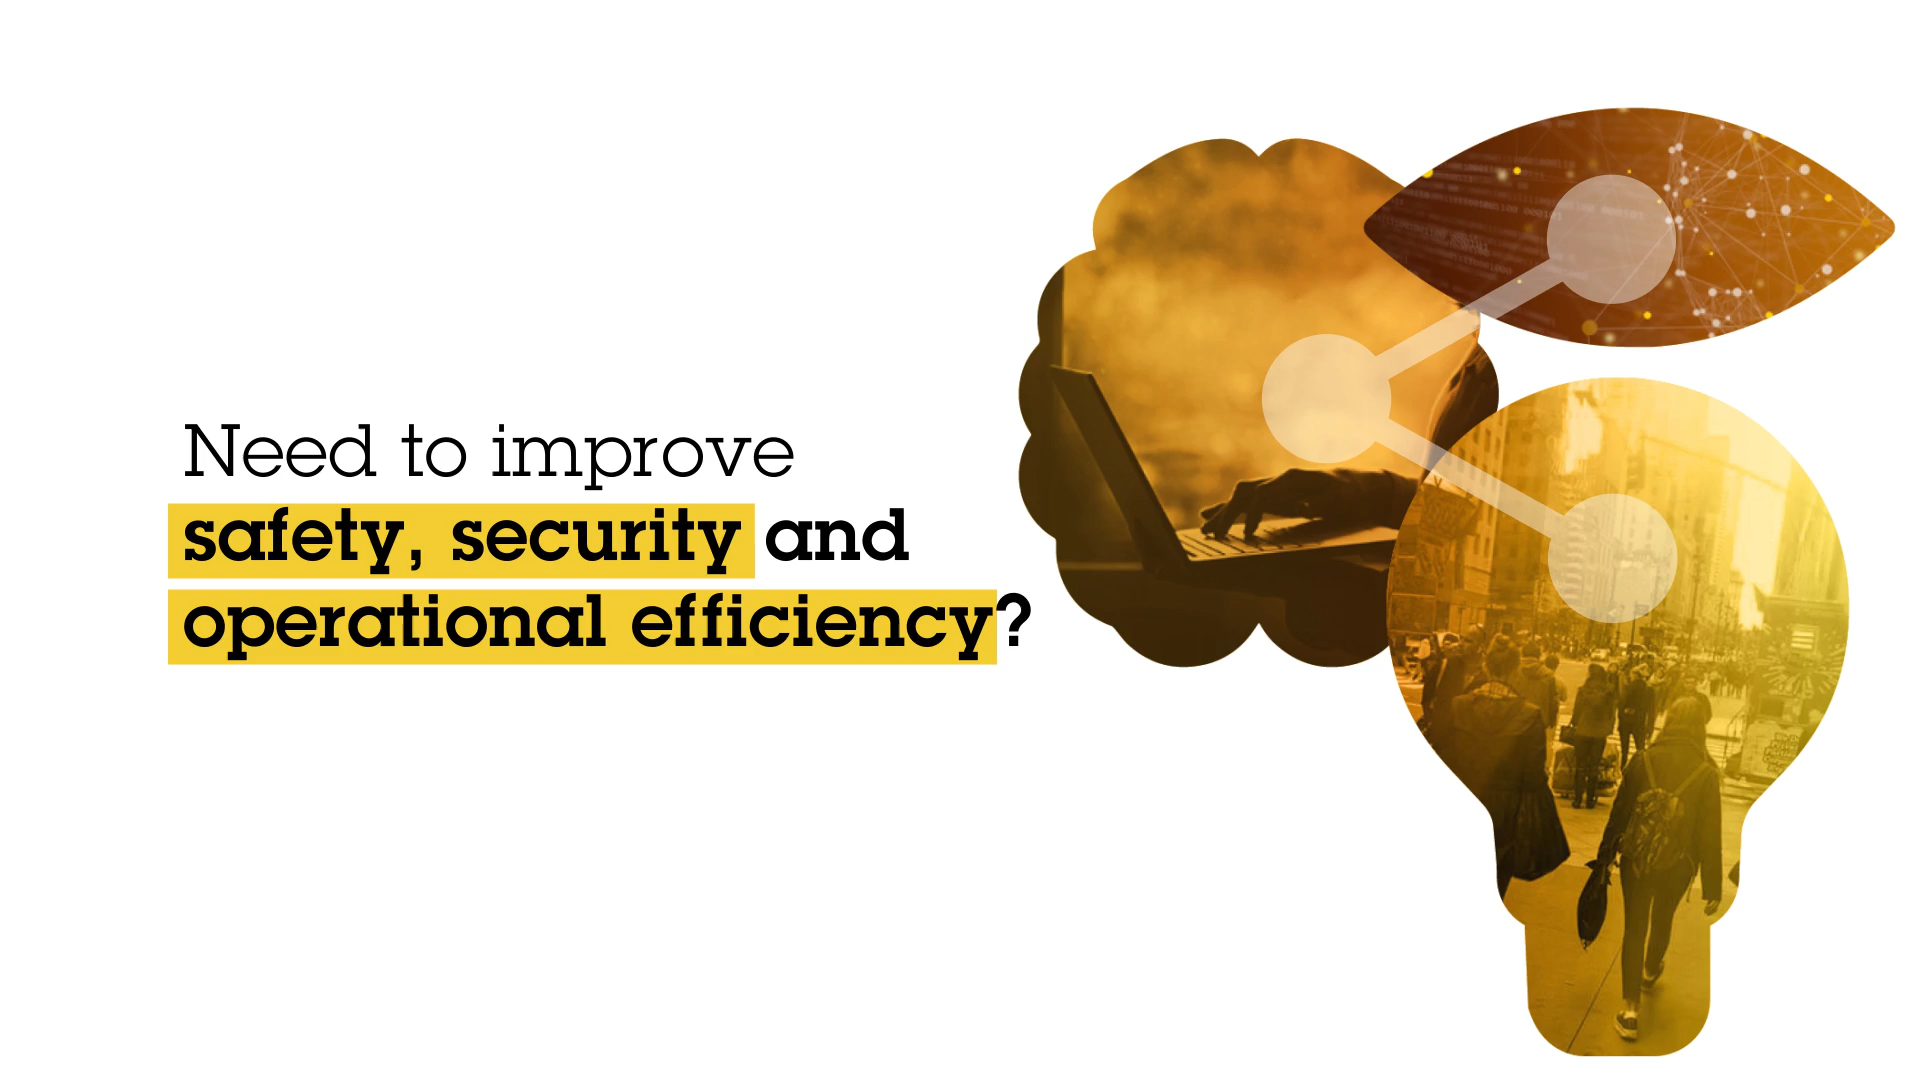 Need to improve
safety, security and
operational efficiency?